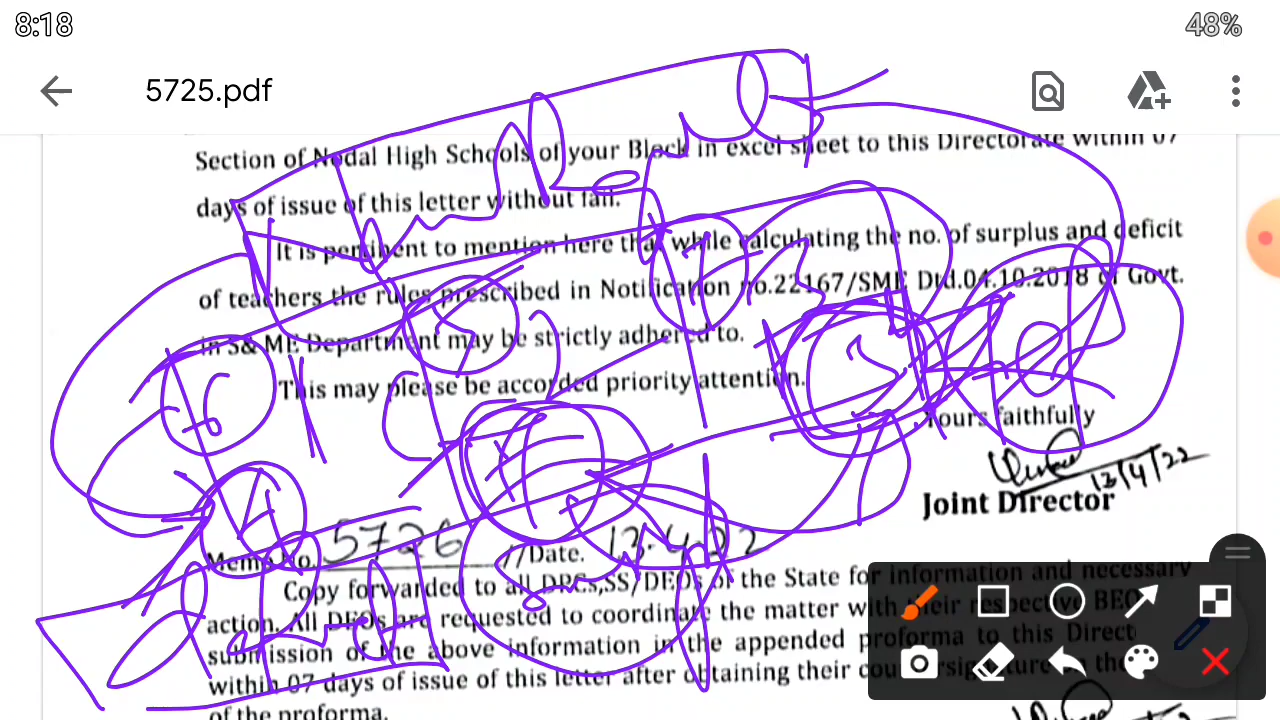 8:18 48%
5725.pdf
Section of Nodal High Schools of your Block in excel sheet to this Directorate within 07
days of issue of this letter without fail.
It is pertinent to mention here that while calculating the no. of surplus and deficit
of teachers the rules prescribed in Notification no.22167/SME Dtd.04.10.2018 of Govt.
in S& ME Department may be strictly adhered to.
This may please be accorded priority attention.
Yours faithfully
13/4/22
Joint Director
Memo No. 5726 //Date. 13.4.22
Copy forwarded to all DPCs,SS/DEOs of the State for information and necessary
action. All DEOs are requested to coordinate the matter with their respective BEO
submission of the above information in the appended proforma to this Direct
within 07 days of issue of this letter after obtaining their the
of the proforma.